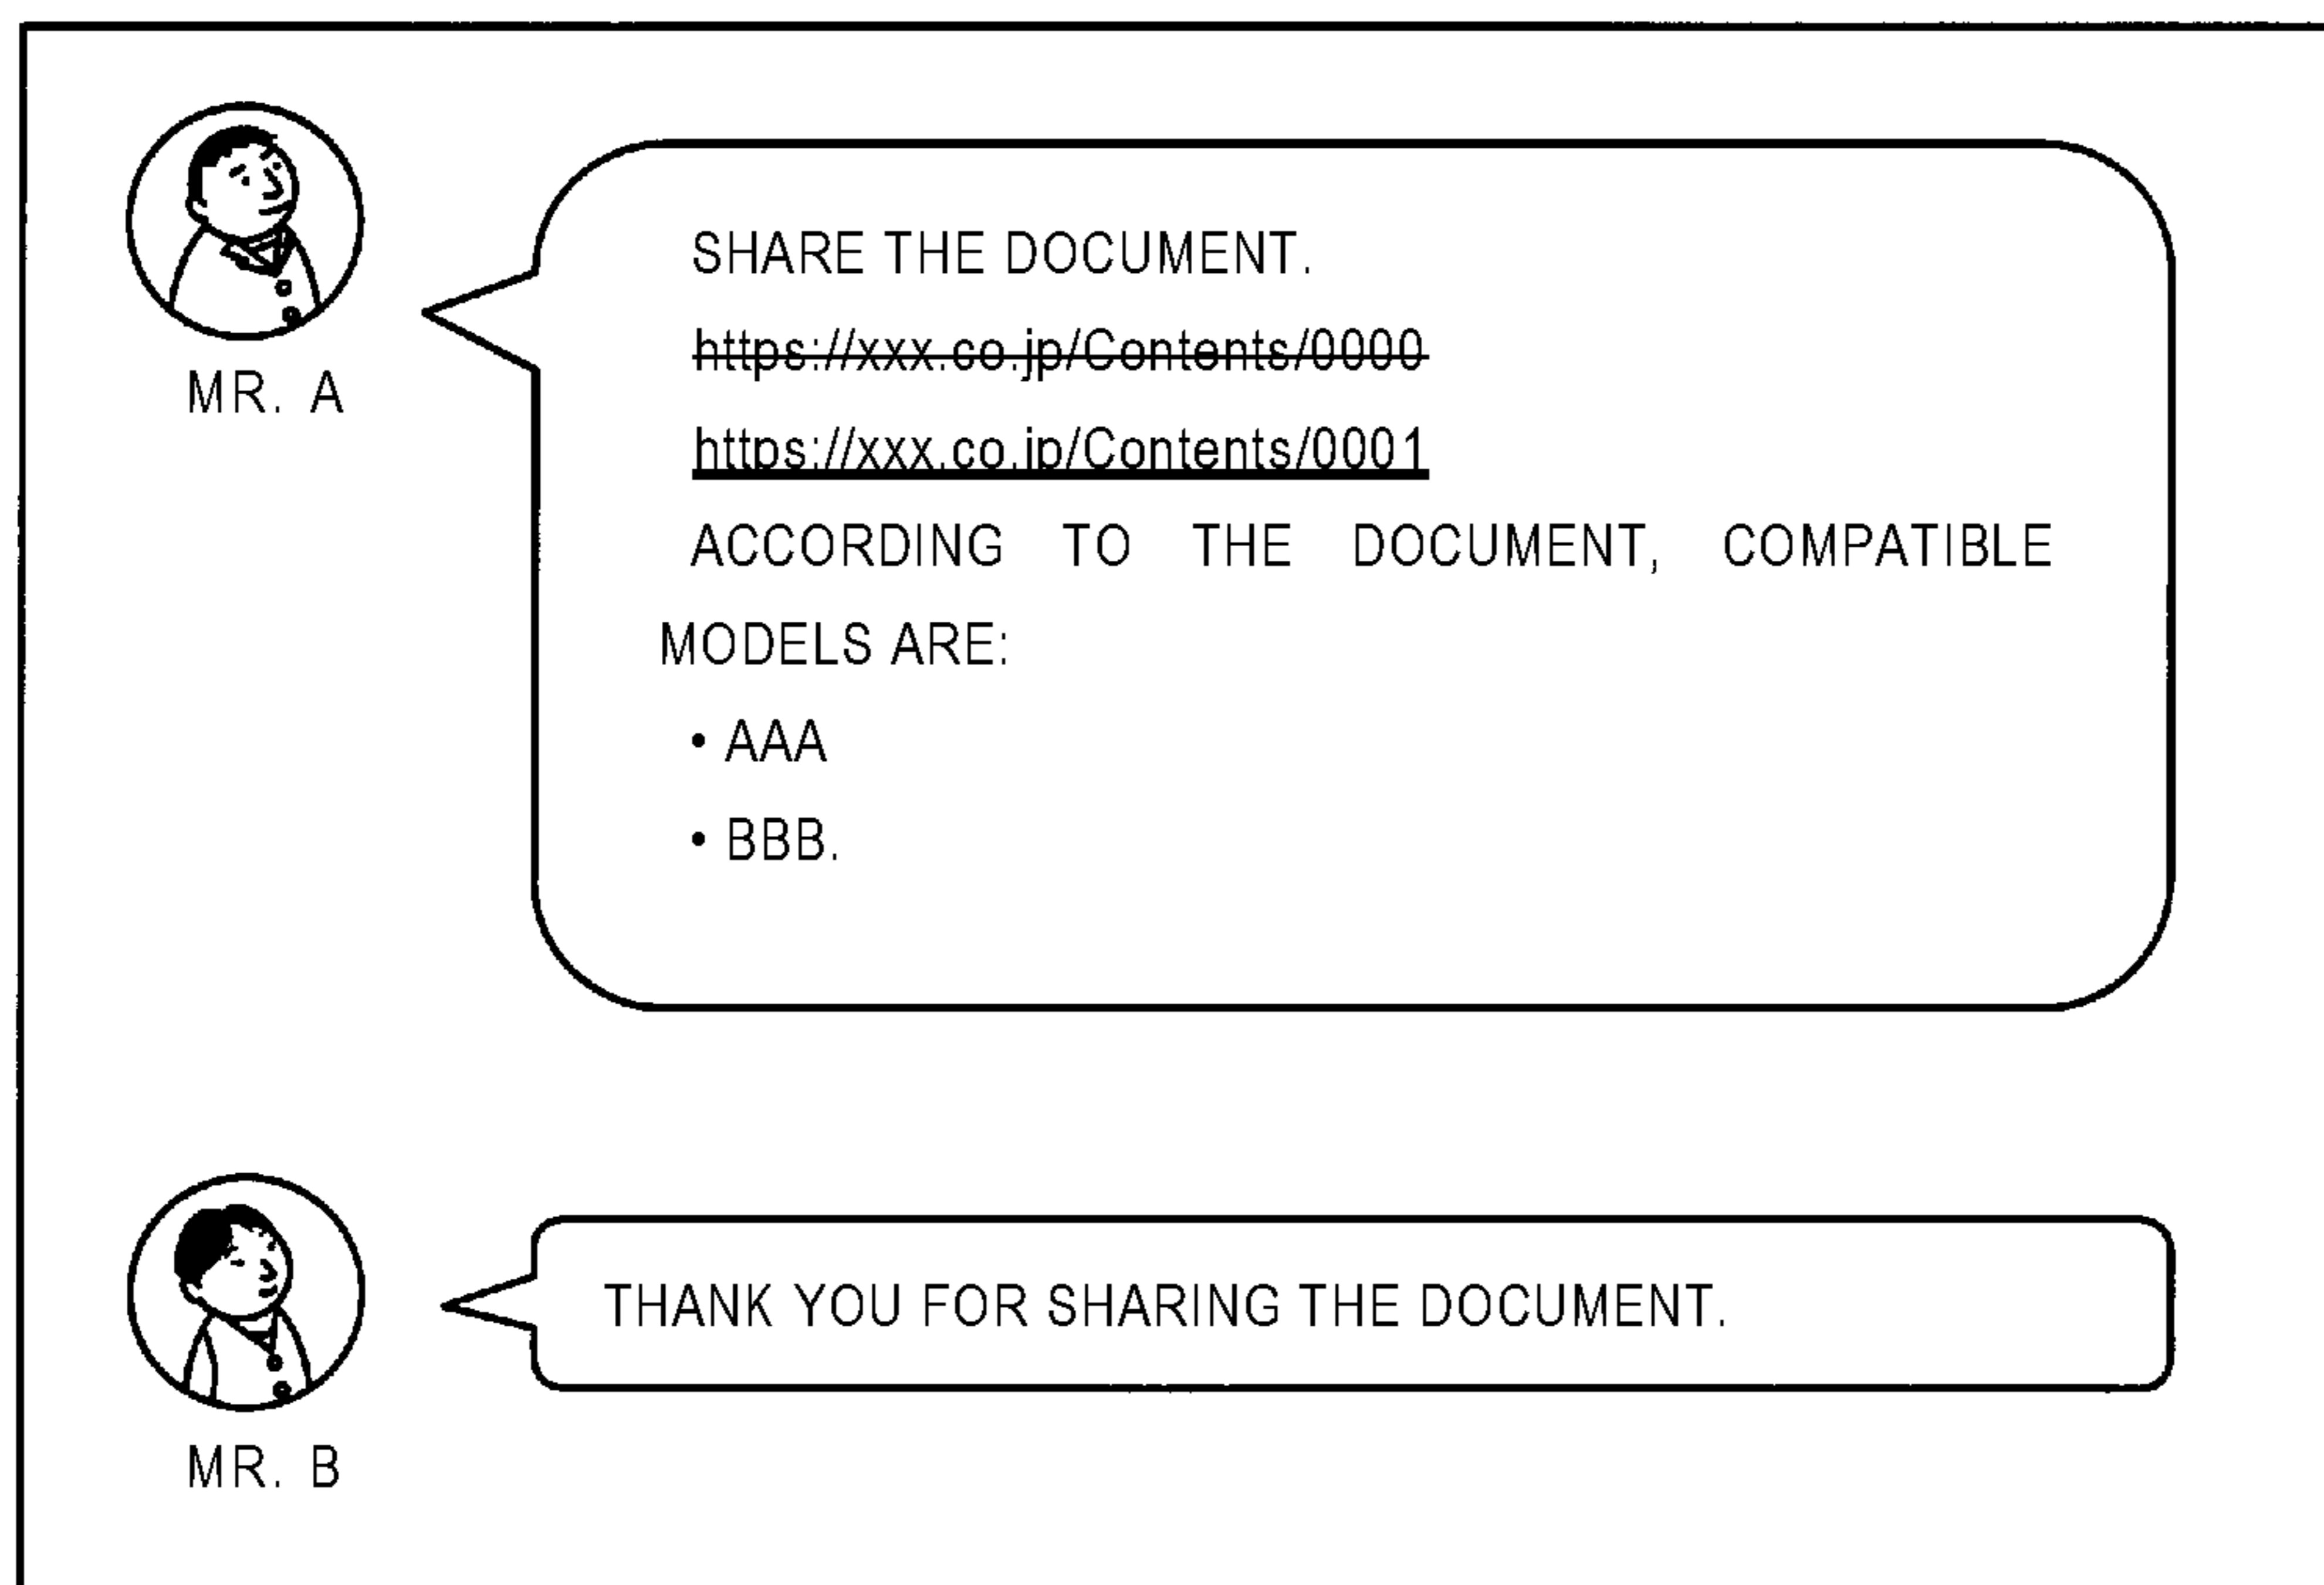 SHARE THE DOCUMENT.
https://xxx.co.jp/Contents/0000
https://xxx.co.jp/Contents/0001
MR. A
ACCORDING TO THE DOCUMENT, COMPATIBLE
MODELS ARE:
• AAA
• BBB.
THANK YOU FOR SHARING THE DOCUMENT.
MR. B